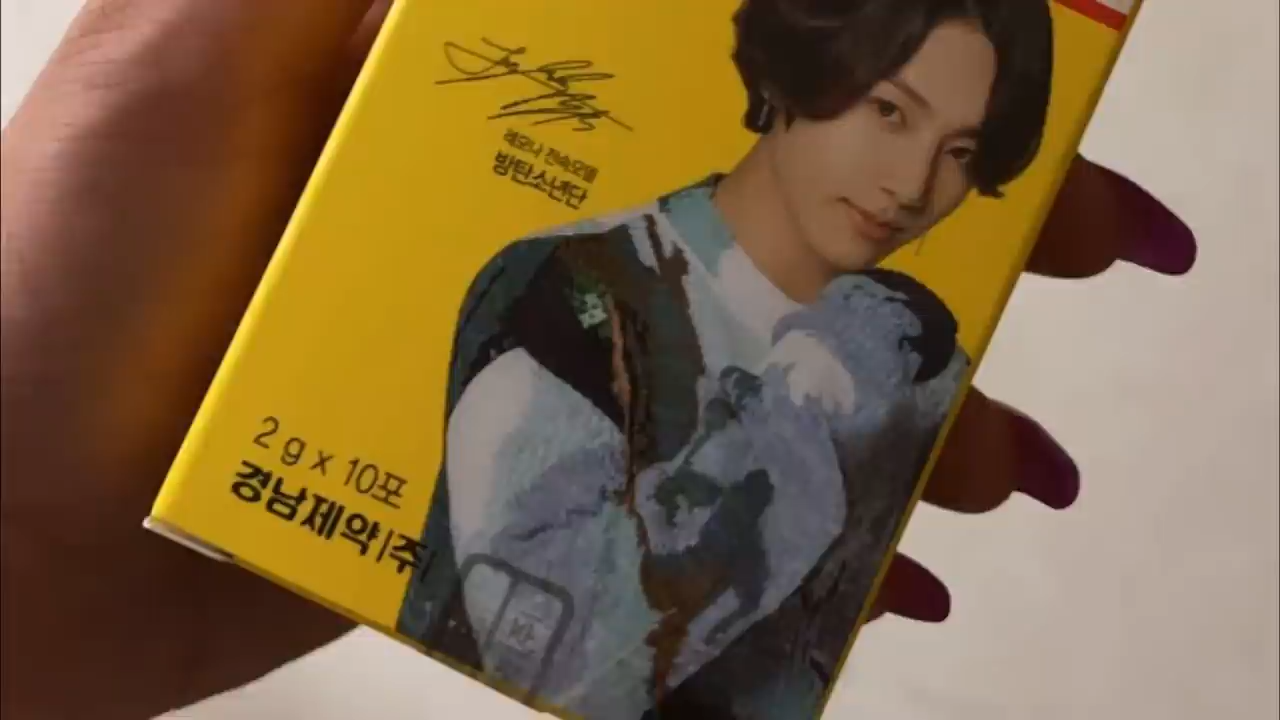 레모나 전속모델
방탄소년단
2 g x 10포
경남제약(주)